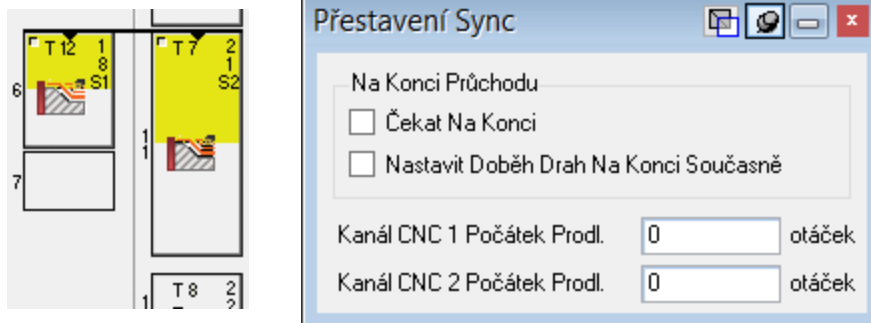 T 12 1
8
S1
6
7
T 7 2
1
S2
1
1
T 8 2
2
1
Přestavení Sync
Na Konci Průchodu
Čekat Na Konci
Nastavit Doběh Drah Na Konci Současně
Kanál CNC 1 Počátek Prodl. 0 otáček
Kanál CNC 2 Počátek Prodl. 0 otáček